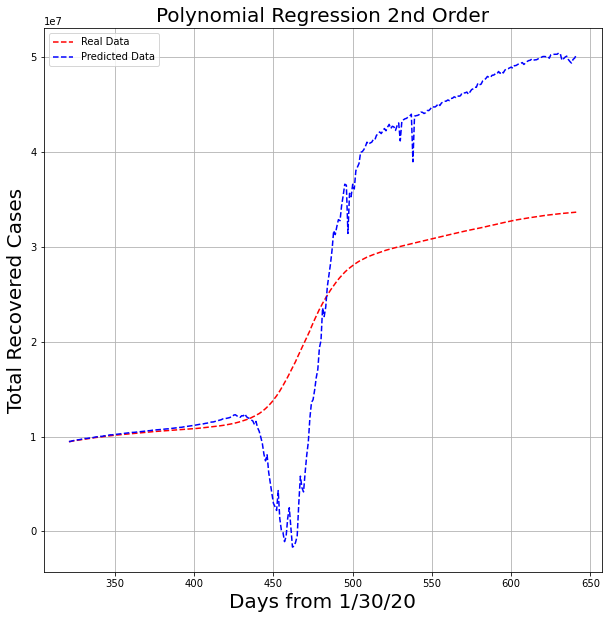 Polynomial Regression 2nd Order
1e7
Real Data
Predicted Data
5
4
3
2
1
0
Total Recovered Cases
350 400 450 500 550 600 650
Days from 1/30/20